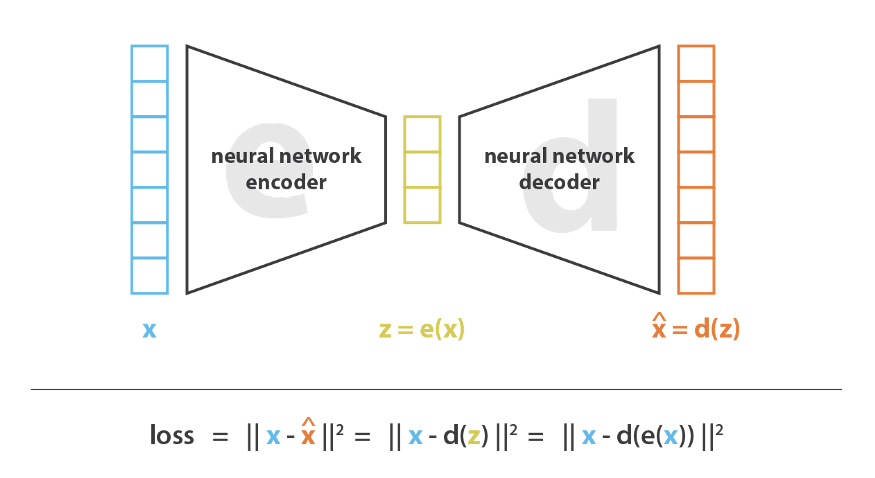 e
neural network
encoder
d
neural network
decoder
x
z = e(x)
x̂ = d(z)
loss = || x - x̂ ||² = || x - d(z) ||² = || x - d(e(x)) ||²